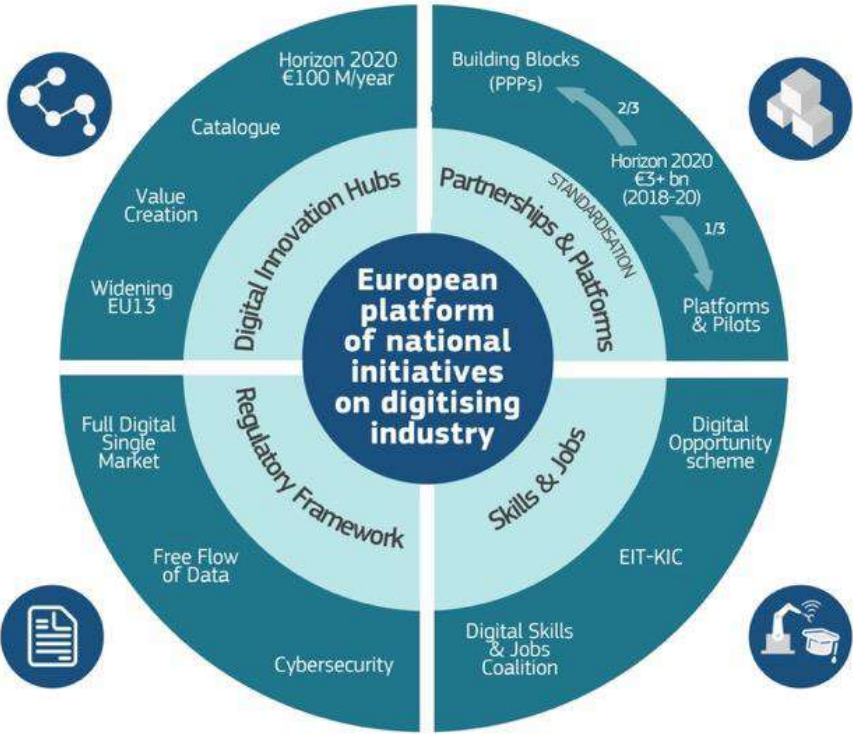 Horizon 2020
€100 M/year
Catalogue
Value
Creation
Widening
EU13
Digital Innovation Hubs
Building Blocks
(PPPs)
2/3
Horizon 2020
€3+ bn
(2018-20)
1/3
Platforms
& Pilots
STANDARDISATION
Partnerships & Platforms
European
platform
of national
initiatives
on digitising
industry
Full Digital
Single
Market
Free Flow
of Data
Cybersecurity
Regulatory Framework
Skills & Jobs
Digital
Opportunity
scheme
EIT-KIC
Digital Skills
& Jobs
Coalition